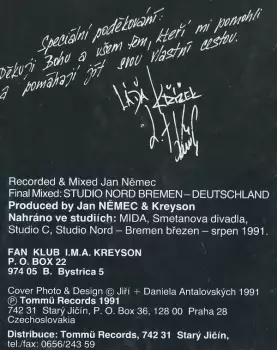 Speciální poděkování:
Děkuji Bohu a všem těm, kteří mi pomohli
a pomáhají jít svou vlastní cestou.
Recorded & Mixed Jan Němec
Final Mixed: STUDIO NORD BREMEN – DEUTSCHLAND
Produced by Jan NĚMEC & Kreyson
Nahráno ve studiích: MIDA, Smetanova divadla,
Studio C, Studio Nord – Bremen březen – srpen 1991.
FAN KLUB I.M.A. KREYSON
P. O. BOX 22
974 05 B. Bystrica 5
Cover Photo & Design © Jiří + Daniela Antalovských 1991
Ⓟ Tommü Records 1991
742 31 Starý Jičín, P. O. Box 36, 128 00 Praha 28
Czechoslovakia
Distribuce: Tommü Records, 742 31 Starý Jičín,
tel./fax: 0656/243 59